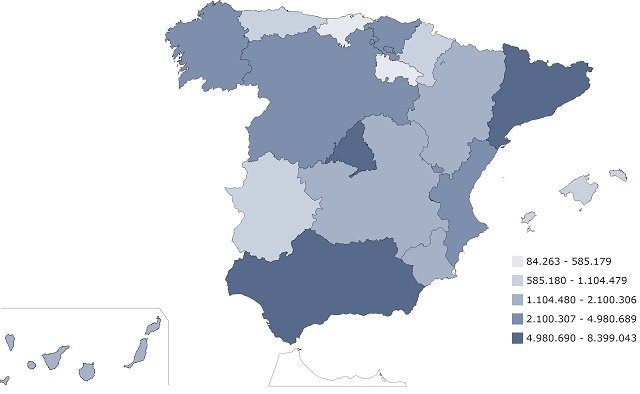 84.263 - 585.179
585.180 - 1.104.479
1.104.480 - 2.100.306
2.100.307 - 4.980.689
4.980.690 - 8.399.043